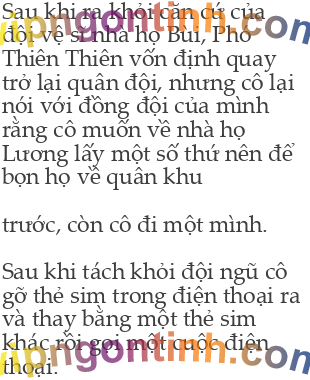 Sau khi ra khỏi căn cứ của
đội vệ sĩ nhà họ Bùi, Phó
Thiên Thiên vốn định quay
trở lại quân đội, nhưng cô lại
nói với đồng đội của mình
rằng cô muốn về nhà họ
Lương lấy một số thứ nên để
bọn họ về quân khu
trước, còn cô đi một mình.
Sau khi tách khỏi đội ngũ cô
gỡ thẻ sim trong điện thoại ra
và thay bằng một thẻ sim
khác rồi gọi một cuộc điện
thoại.
vipngontinh.com
vipngontinh.com